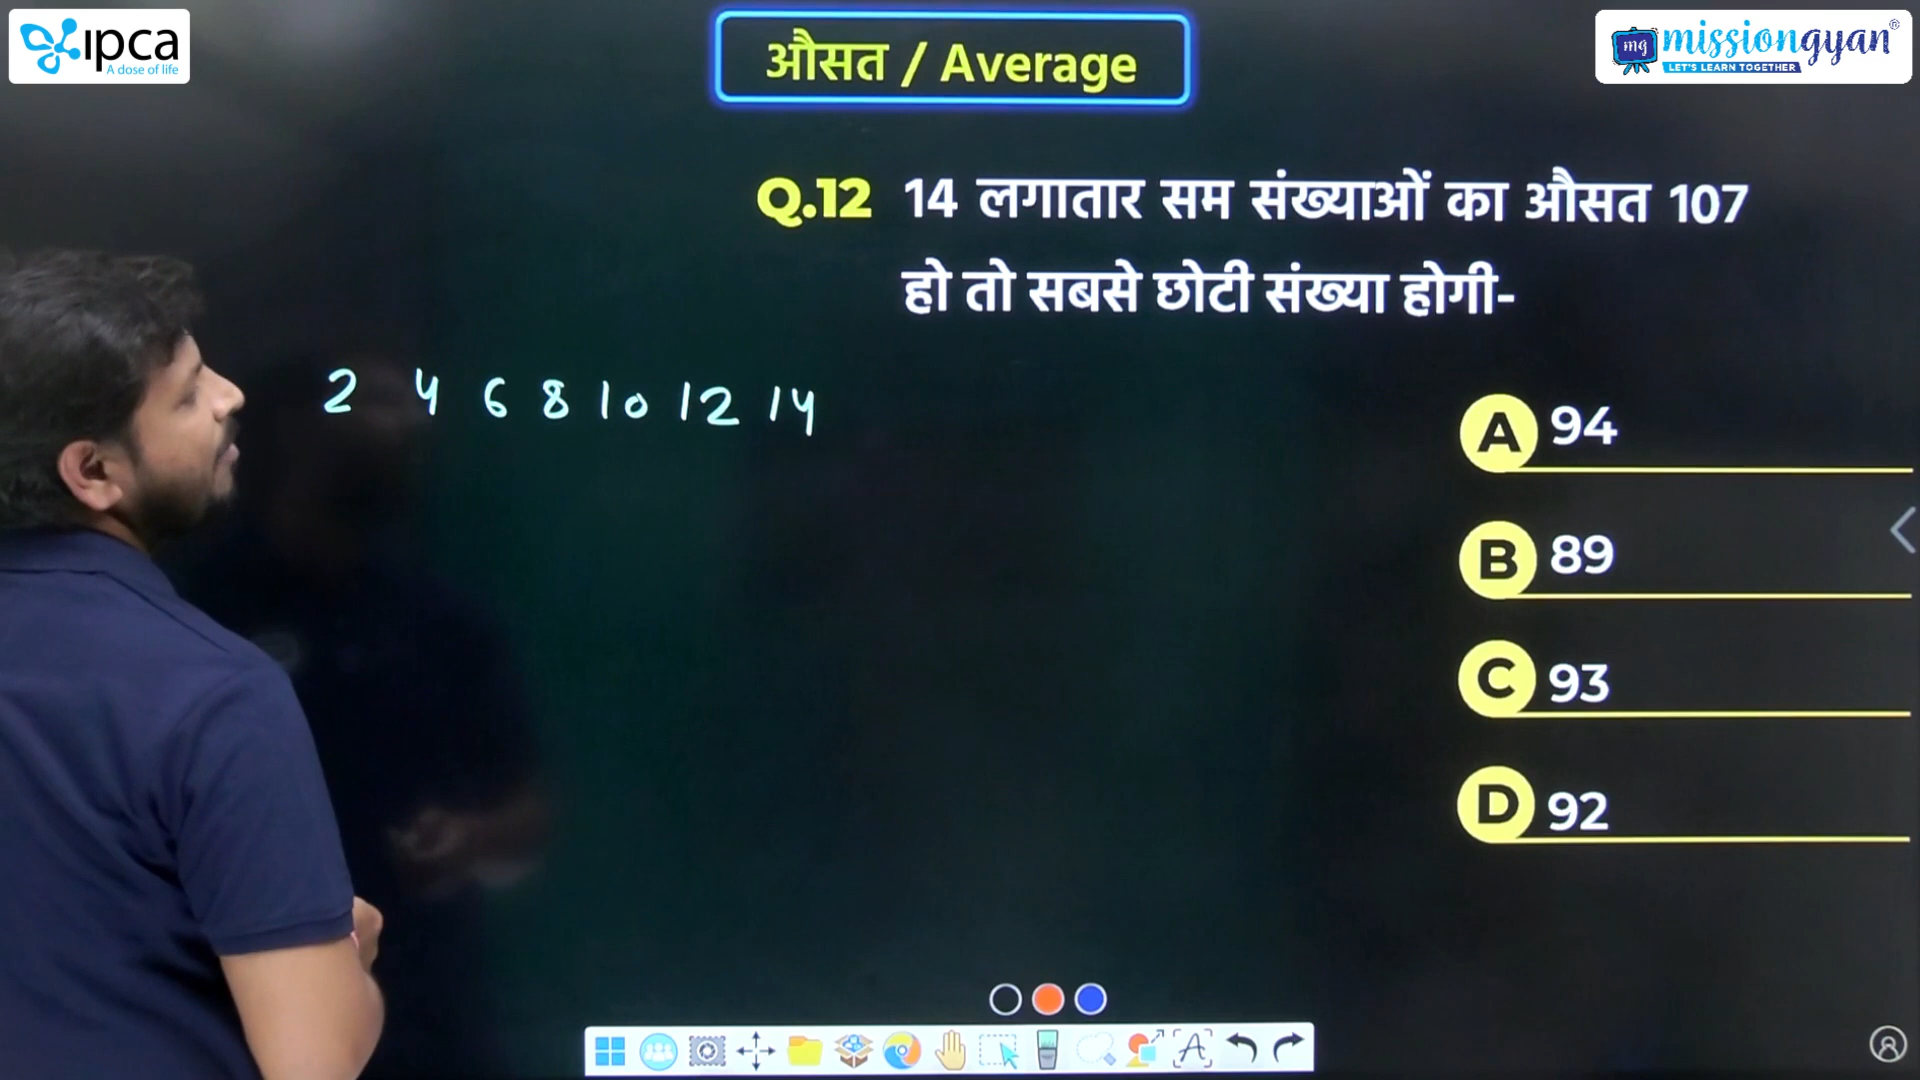 ipca
A dose of life
औसत / Average
mg missiongyan®
LET'S LEARN TOGETHER
Q.12 14 लगातार सम संख्याओं का औसत 107
हो तो सबसे छोटी संख्या होगी-
2 4 6 8 10 12 14
A 94
B 89
C 93
D 92